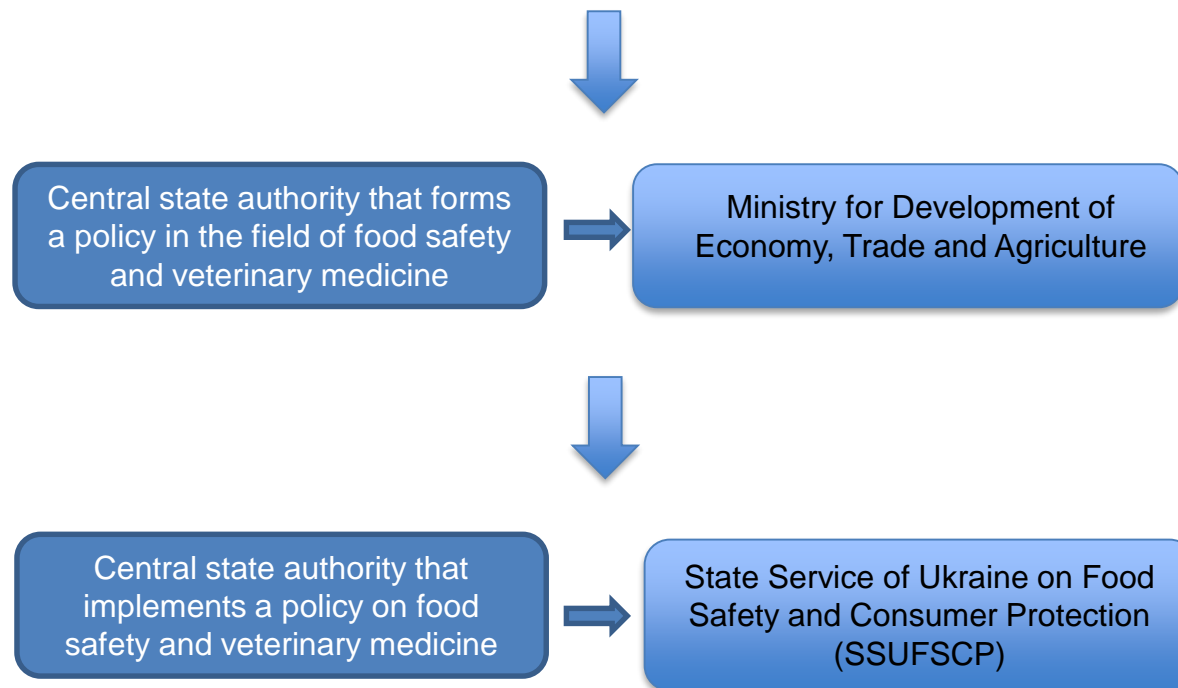 Central state authority that forms
a policy in the field of food safety
and veterinary medicine
Ministry for Development of
Economy, Trade and Agriculture
Central state authority that
implements a policy on food
safety and veterinary medicine
State Service of Ukraine on Food
Safety and Consumer Protection
(SSUFSCP)